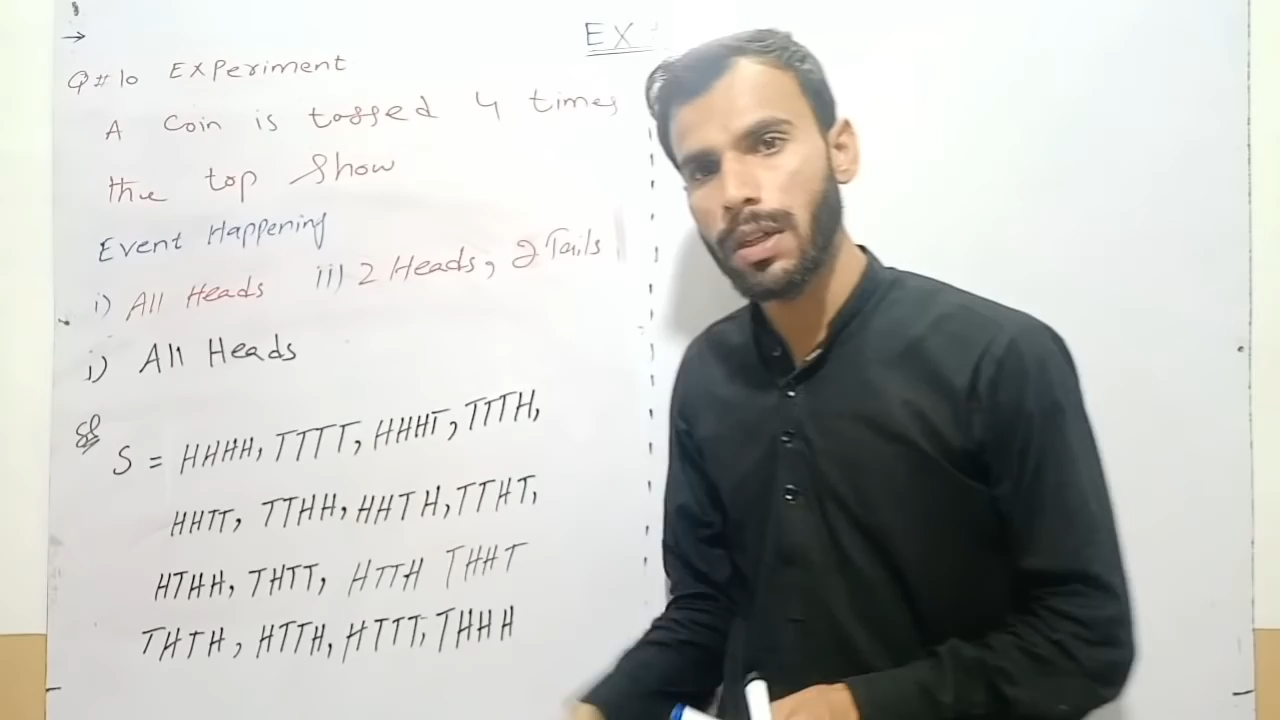 EX
Q # 10 Experiment
A Coin is tossed 4 times
the top show
Event Happening
i) All Heads ii) 2 Heads, 2 Tails
i) All Heads
S = HHHH, TTTT, HHHT, TTTH,
HHTT, TTHH, HHTH, TTHT,
HTHH, THTT, HTTH THHT
THTH, HTTH, HTTT, THHH